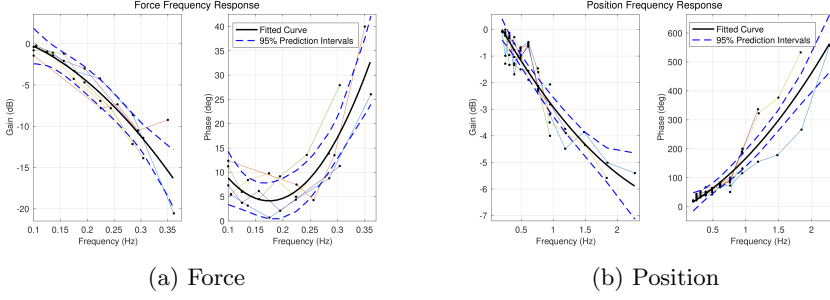 Force Frequency Response
Gain (dB)
0
-5
-10
-15
-20
0.1 0.15 0.2 0.25 0.3 0.35
Frequency (Hz)
Phase (deg)
40
35
30
25
20
15
10
5
0
Fitted Curve
95% Prediction Intervals
0.1 0.15 0.2 0.25 0.3 0.35
Frequency (Hz)
(a) Force
Position Frequency Response
Gain (dB)
0
-1
-2
-3
-4
-5
-6
-7
0.5 1 1.5 2
Frequency (Hz)
Phase (deg)
600
500
400
300
200
100
0
Fitted Curve
95% Prediction Intervals
0.5 1 1.5 2
Frequency (Hz)
(b) Position